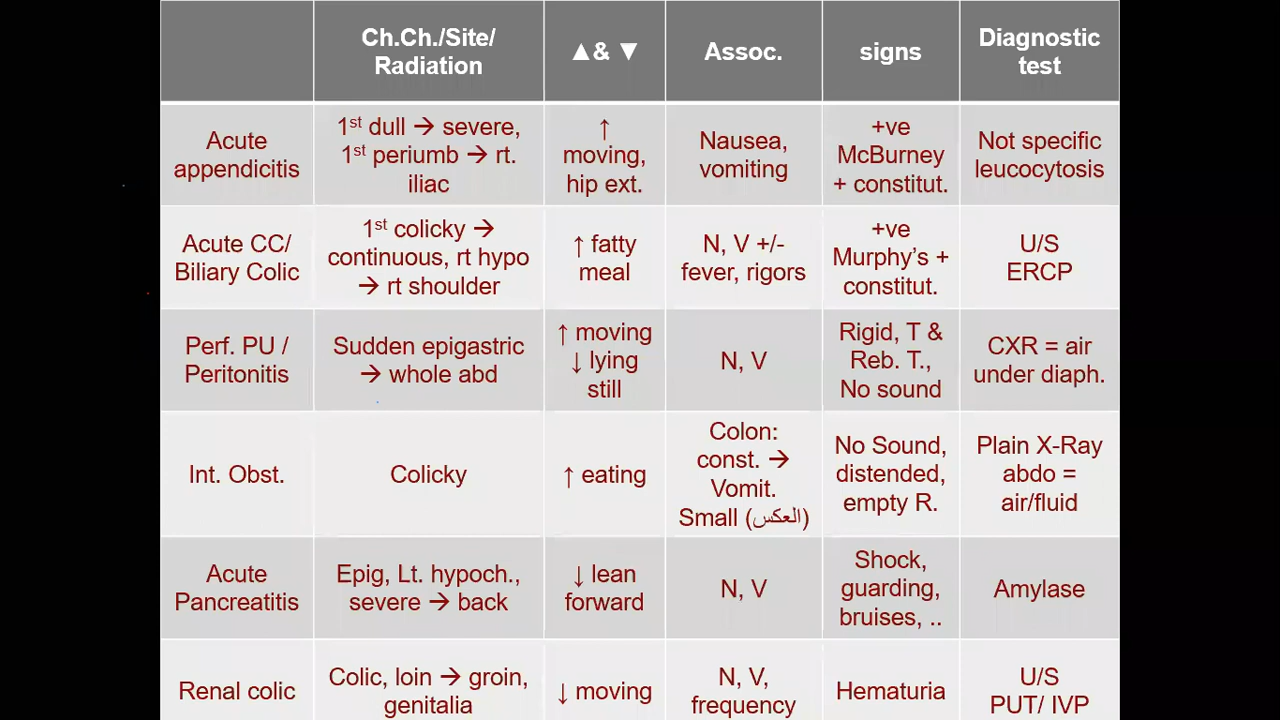 Ch.Ch./Site/
Radiation
▲& ▼
Assoc.
signs
Diagnostic
test
Acute
appendicitis
1st dull → severe,
1st periumb → rt.
iliac
↑
moving,
hip ext.
Nausea,
vomiting
+ve
McBurney
+ constitut.
Not specific
leucocytosis
Acute CC/
Biliary Colic
1st colicky →
continuous, rt hypo
→ rt shoulder
↑ fatty
meal
N, V +/-
fever, rigors
+ve
Murphy’s +
constitut.
U/S
ERCP
Perf. PU /
Peritonitis
Sudden epigastric
→ whole abd
↑ moving
↓ lying
still
N, V
Rigid, T &
Reb. T.,
No sound
CXR = air
under diaph.
Int. Obst.
Colicky
↑ eating
Colon:
const. →
Vomit.
Small (العكس)
No Sound,
distended,
empty R.
Plain X-Ray
abdo =
air/fluid
Acute
Pancreatitis
Epig, Lt. hypoch.,
severe → back
↓ lean
forward
N, V
Shock,
guarding,
bruises, ..
Amylase
Renal colic
Colic, loin → groin,
genitalia
↓ moving
N, V,
frequency
Hematuria
U/S
PUT/ IVP